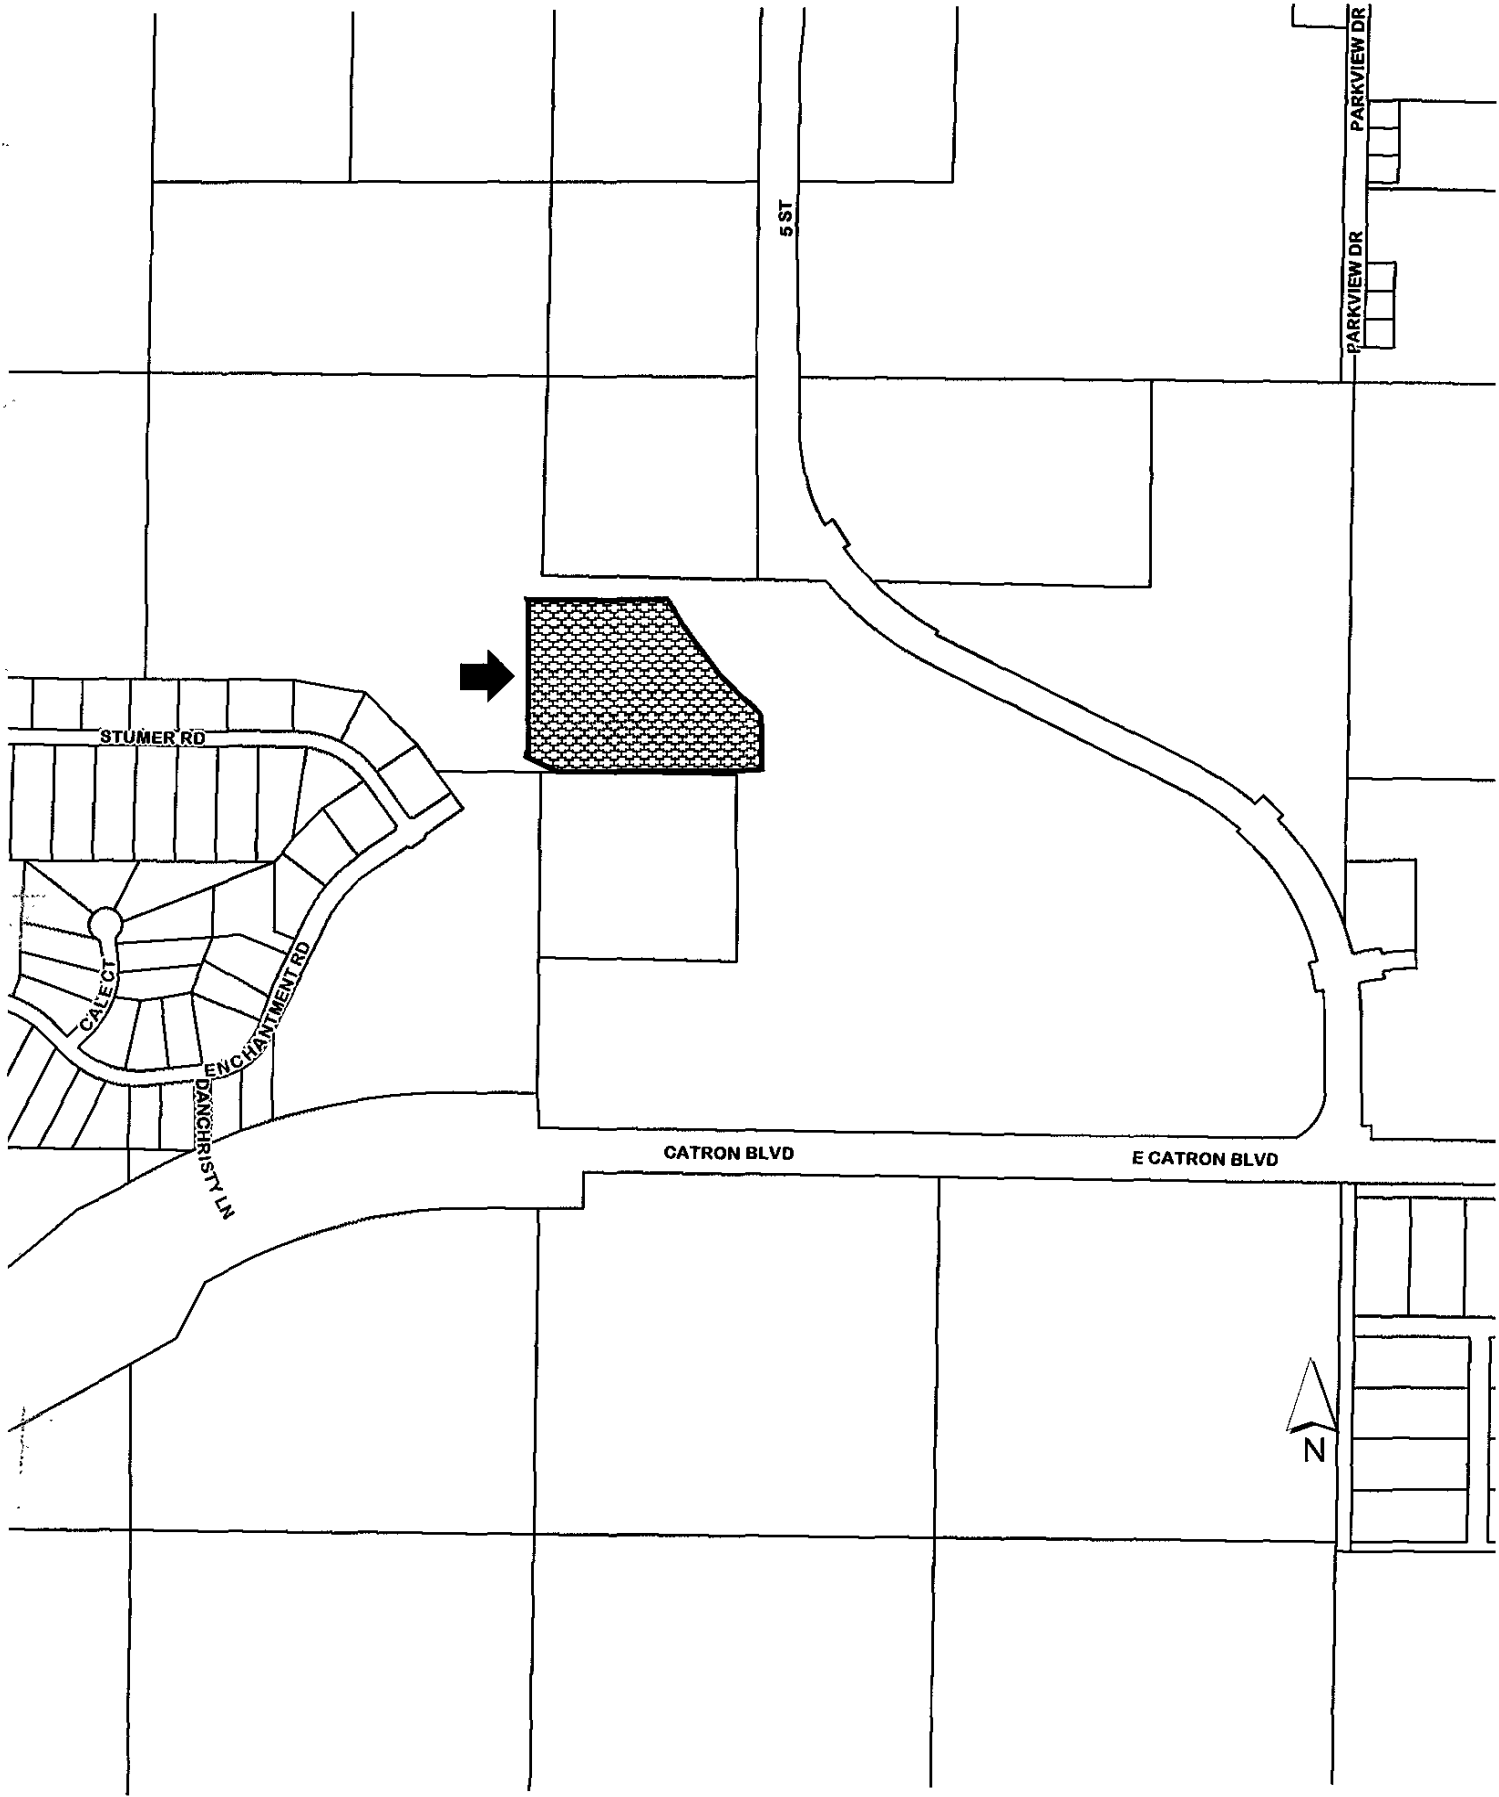 PARKVIEW DR
5 ST
PARKVIEW DR
STUMER RD
CALE CT
ENCHANTMENT RD
DANCHRISTY LN
CATRON BLVD
E CATRON BLVD
N